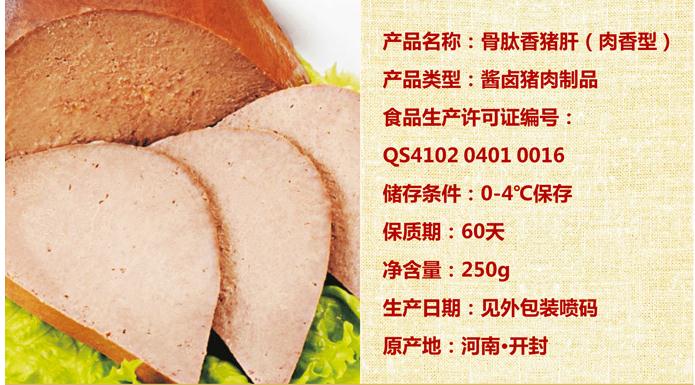 产品名称：骨肽香猪肝（肉香型）
产品类型：酱卤猪肉制品
食品生产许可证编号：
QS4102 0401 0016
储存条件：0-4℃保存
保质期：60天
净含量：250g
生产日期：见外包装喷码
原产地：河南·开封